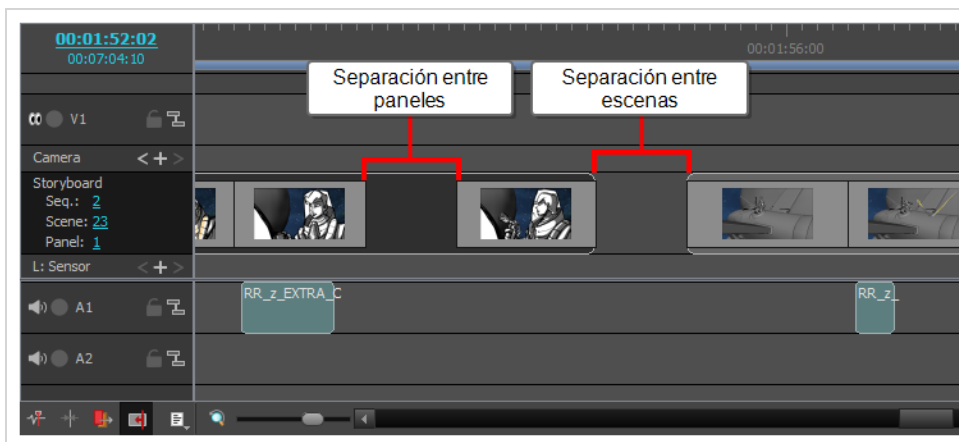 00:01:52:02
00:07:04:10
00:01:56:00
Separación entre
paneles
Separación entre
escenas
V1
Camera
Storyboard
Seq.: 2
Scene: 23
Panel: 1
L: Sensor
A1
RR_z_EXTRA_C
RR_z_
A2